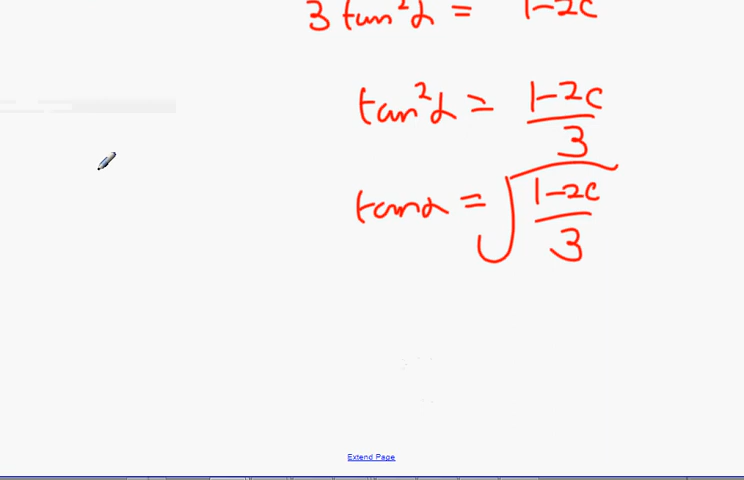 3 tan²α = 1-2c
tan²α = 1-2c/3
tanα = √(1-2c/3)
Extend Page